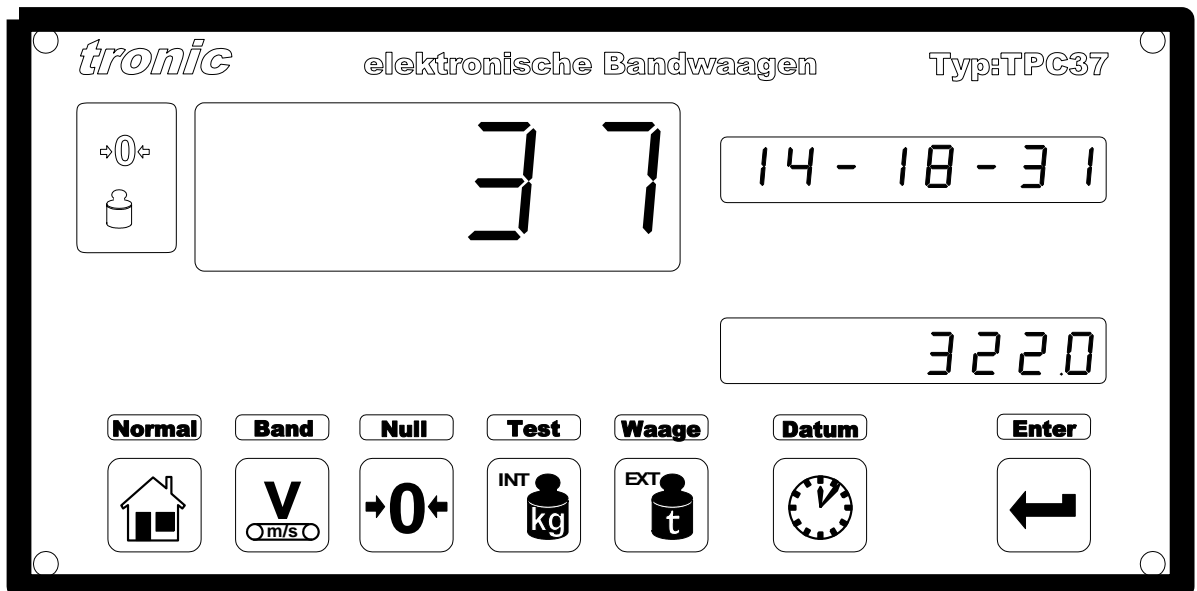 tronic elektronische Bandwaagen Typ:TPC37
→0←
37
14-18-31
322.0
Normal Band Null Test Waage Datum Enter
V m/s →0← INT kg EXT t